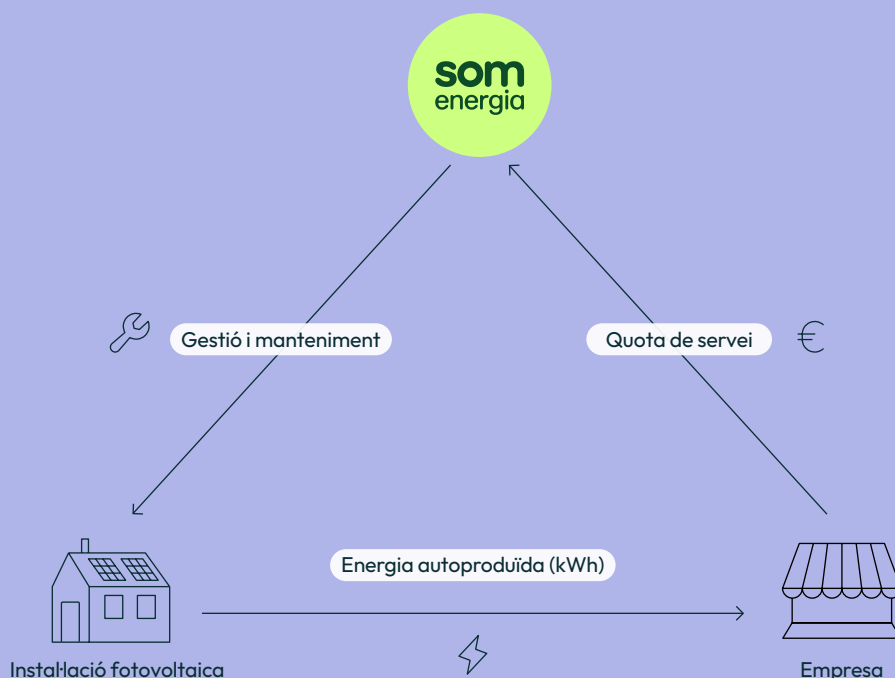 som
energia
Gestió i manteniment
Quota de servei
€
Energia autoproduïda (kWh)
Instal·lació fotovoltaica
Empresa